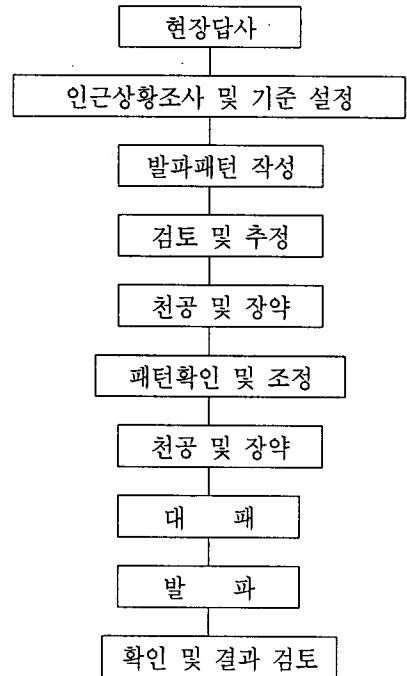 현장답사
인근상황조사 및 기준 설정
발파패턴 작성
검토 및 추정
천공 및 장약
패턴확인 및 조정
천공 및 장약
대 패
발 파
확인 및 결과 검토